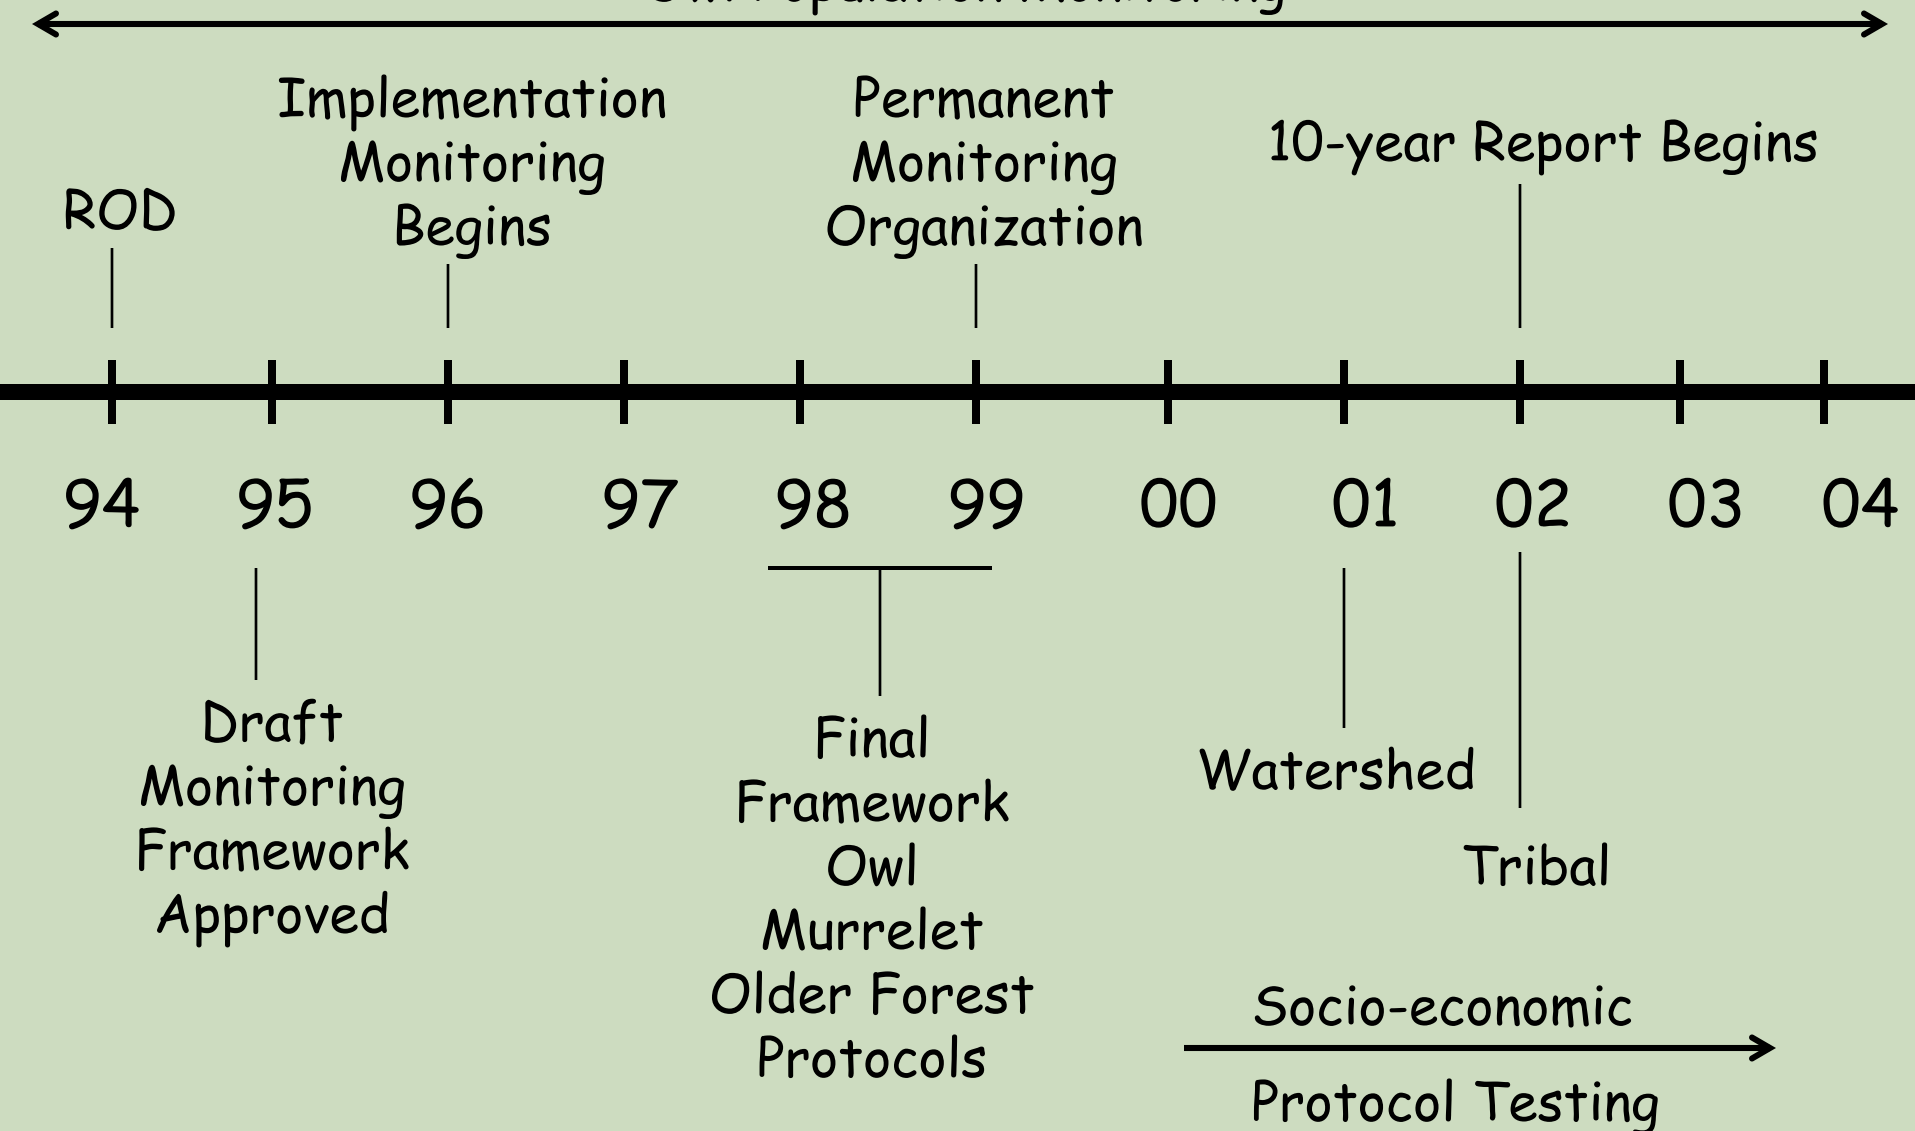 Population Monitoring
Implementation
Monitoring
Begins
Permanent
Monitoring
Organization
10-year Report Begins
ROD
94 95 96 97 98 99 00 01 02 03 04
Draft
Monitoring
Framework
Approved
Final
Framework
Owl
Murrelet
Older Forest
Protocols
Watershed
Tribal
Socio-economic
Protocol Testing